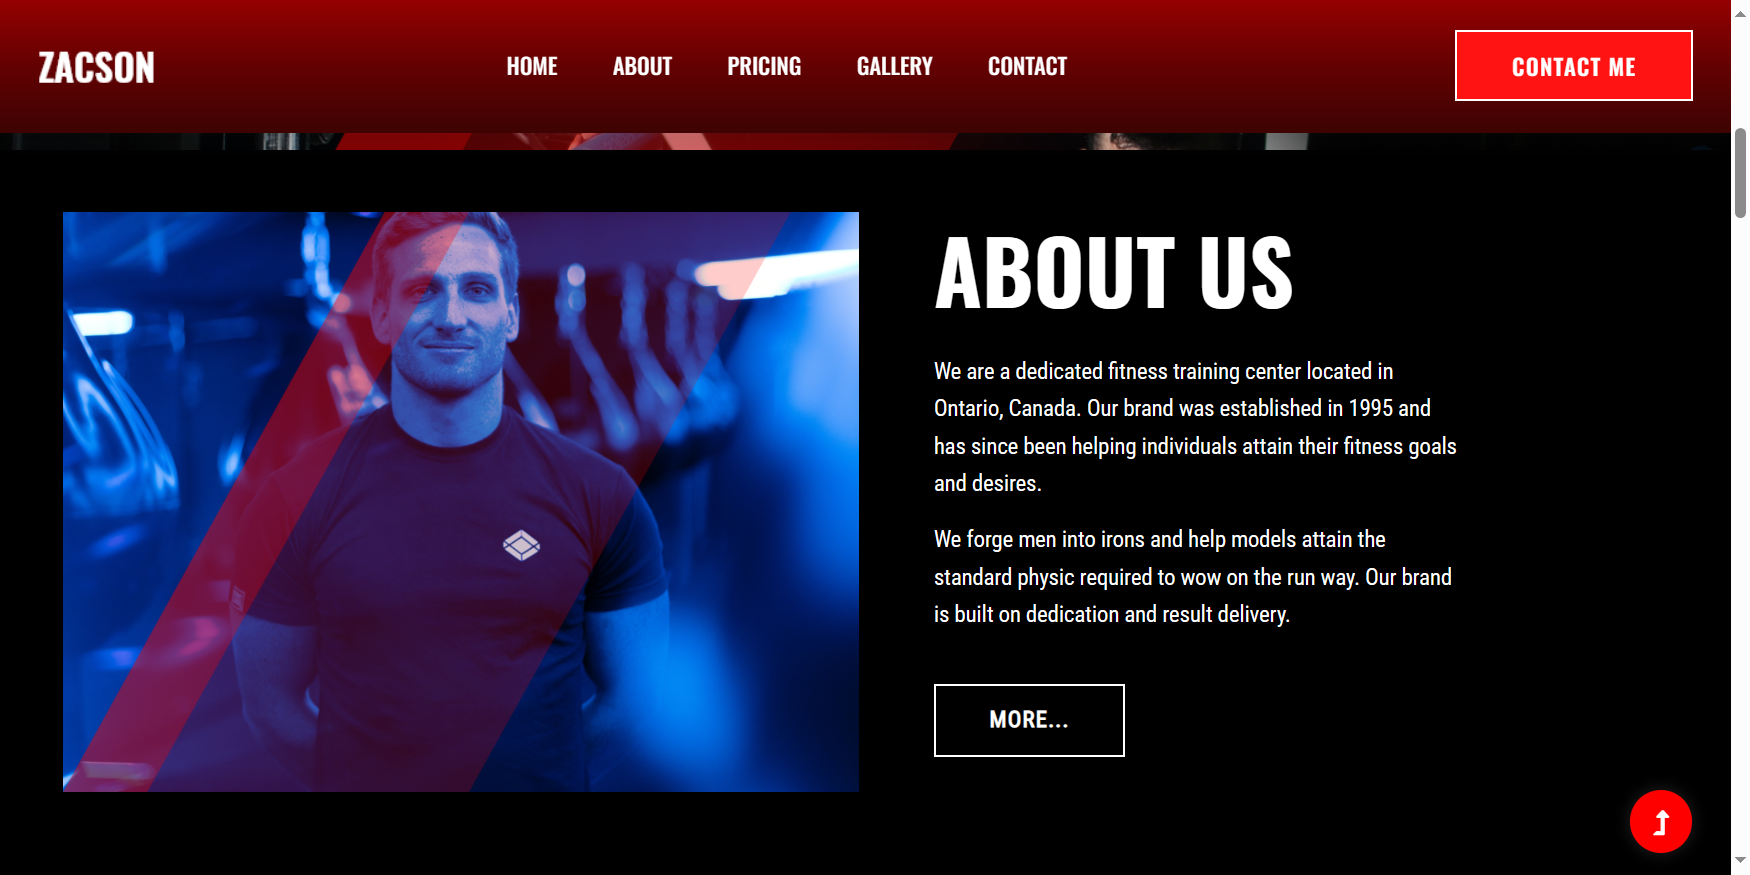 ZACSON
HOME
ABOUT
PRICING
GALLERY
CONTACT
CONTACT ME
ABOUT US
We are a dedicated fitness training center located in
Ontario, Canada. Our brand was established in 1995 and
has since been helping individuals attain their fitness goals
and desires.
We forge men into irons and help models attain the
standard physic required to wow on the run way. Our brand
is built on dedication and result delivery.
MORE...